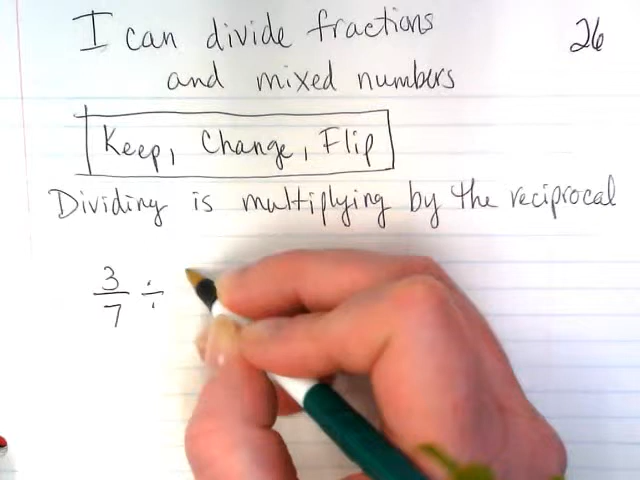 I can divide fractions 26
and mixed numbers
Keep, Change, Flip
Dividing is multiplying by the reciprocal
3/7 ÷